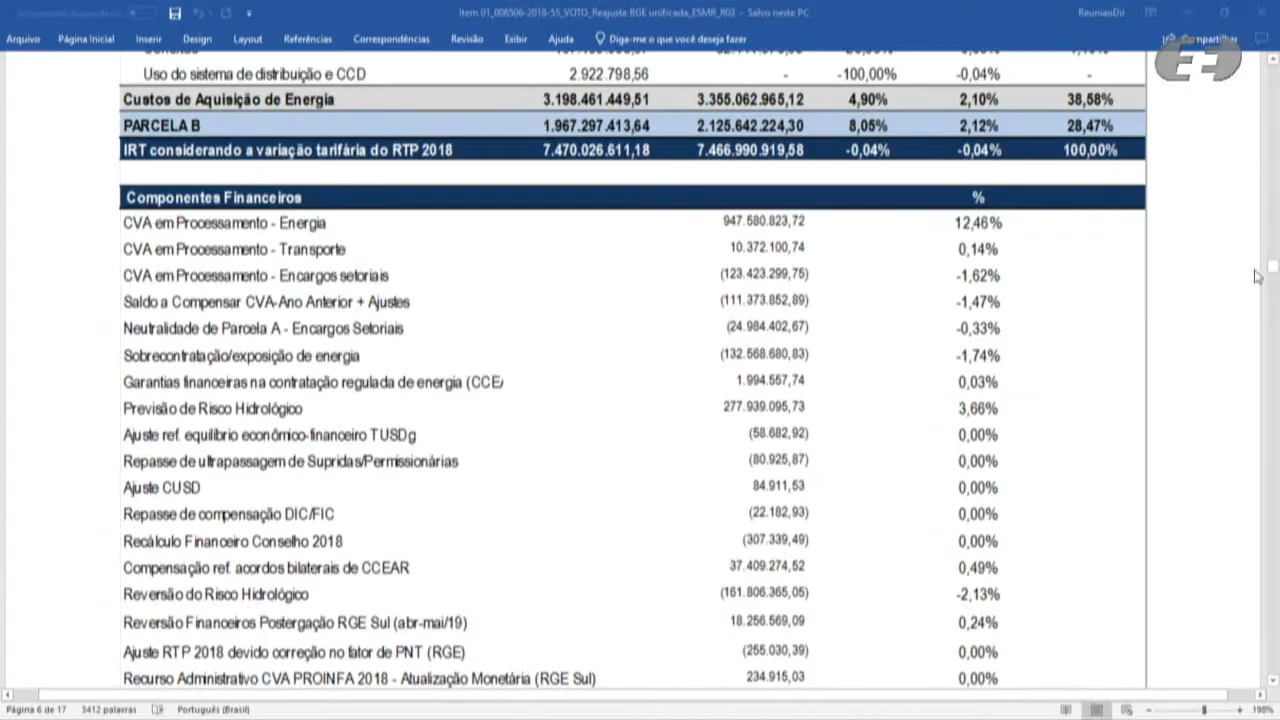 Item 01_006506-2018-55_VOTO_Reajuste RGE unificada_ESMR_R03 - Salvo neste PC
ReuniaoDir
Arquivo Página Inicial Inserir Design Layout Referências Correspondências Revisão Exibir Ajuda Diga-me o que você deseja fazer Compartilhar
Uso do sistema de distribuição e CCD 2.922.798,56 - -100,00% -0,04% -
Custos de Aquisição de Energia 3.198.461.449,51 3.355.062.965,12 4,90% 2,10% 38,58%
PARCELA B 1.967.297.413,64 2.125.642.224,30 8,05% 2,12% 28,47%
IRT considerando a variação tarifária do RTP 2018 7.470.026.611,18 7.466.990.919,58 -0,04% -0,04% 100,00%
Componentes Financeiros %
CVA em Processamento - Energia 947.580.823,72 12,46%
CVA em Processamento - Transporte 10.372.100,74 0,14%
CVA em Processamento - Encargos setoriais (123.423.299,75) -1,62%
Saldo a Compensar CVA-Ano Anterior + Ajustes (111.373.852,89) -1,47%
Neutralidade de Parcela A - Encargos Setoriais (24.984.402,67) -0,33%
Sobrecontratação/exposição de energia (132.568.680,83) -1,74%
Garantias financeiras na contratação regulada de energia (CCEA 1.994.557,74 0,03%
Previsão de Risco Hidrológico 277.939.095,73 3,66%
Ajuste ref. equilíbrio econômico-financeiro TUSDg (58.682,92) 0,00%
Repasse de ultrapassagem de Supridas/Permissionárias (80.925,87) 0,00%
Ajuste CUSD 84.911,53 0,00%
Repasse de compensação DIC/FIC (22.182,93) 0,00%
Recálculo Financeiro Conselho 2018 (307.339,49) 0,00%
Compensação ref. acordos bilaterais de CCEAR 37.409.274,52 0,49%
Reversão do Risco Hidrológico (161.806.365,05) -2,13%
Reversão Financeiros Postergação RGE Sul (abr-mai/19) 18.256.569,09 0,24%
Ajuste RTP 2018 devido correção no fator de PNT (RGE) (255.030,39) 0,00%
Recurso Administrativo CVA PROINFA 2018 - Atualização Monetária (RGE Sul) 234.915,03 0,00%
Página 6 de 17 5412 palavras Português (Brasil) 198%